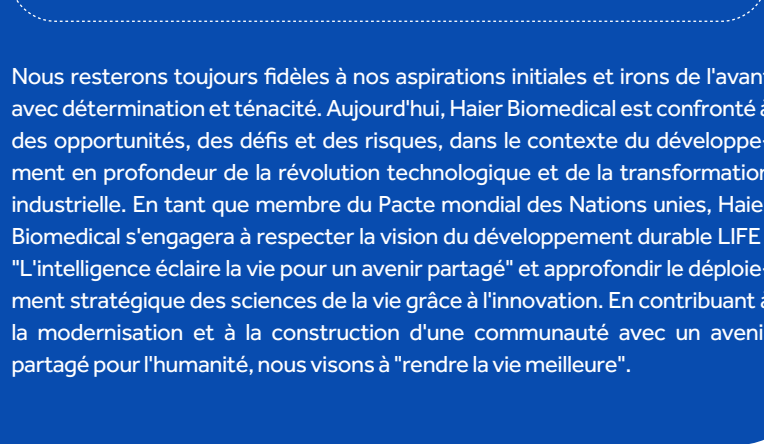 Nous resterons toujours fidèles à nos aspirations initiales et irons de l'avant
avec détermination et ténacité. Aujourd'hui, Haier Biomedical est confronté à
des opportunités, des défis et des risques, dans le contexte du développe-
ment en profondeur de la révolution technologique et de la transformation
industrielle. En tant que membre du Pacte mondial des Nations unies, Haier
Biomedical s'engagera à respecter la vision du développement durable LIFE
"L'intelligence éclaire la vie pour un avenir partagé" et approfondir le déploie-
ment stratégique des sciences de la vie grâce à l'innovation. En contribuant à
la modernisation et à la construction d'une communauté avec un avenir
partagé pour l'humanité, nous visons à "rendre la vie meilleure".